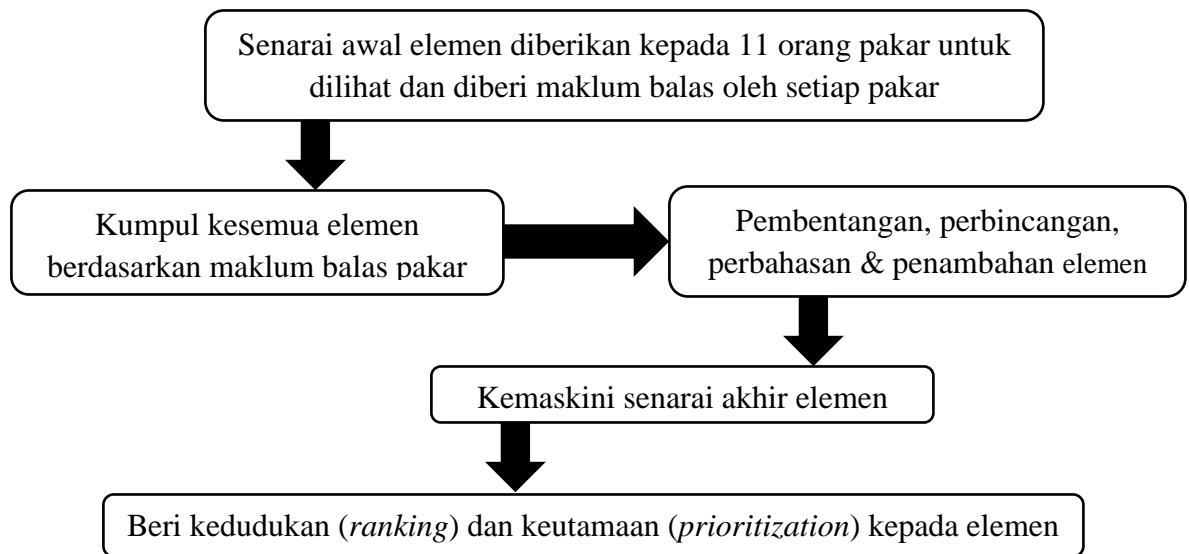 Senarai awal elemen diberikan kepada 11 orang pakar untuk
dilihat dan diberi maklum balas oleh setiap pakar
Kumpul kesemua elemen
berdasarkan maklum balas pakar
Pembentangan, perbincangan,
perbahasan & penambahan elemen
Kemaskini senarai akhir elemen
Beri kedudukan (ranking) dan keutamaan (prioritization) kepada elemen